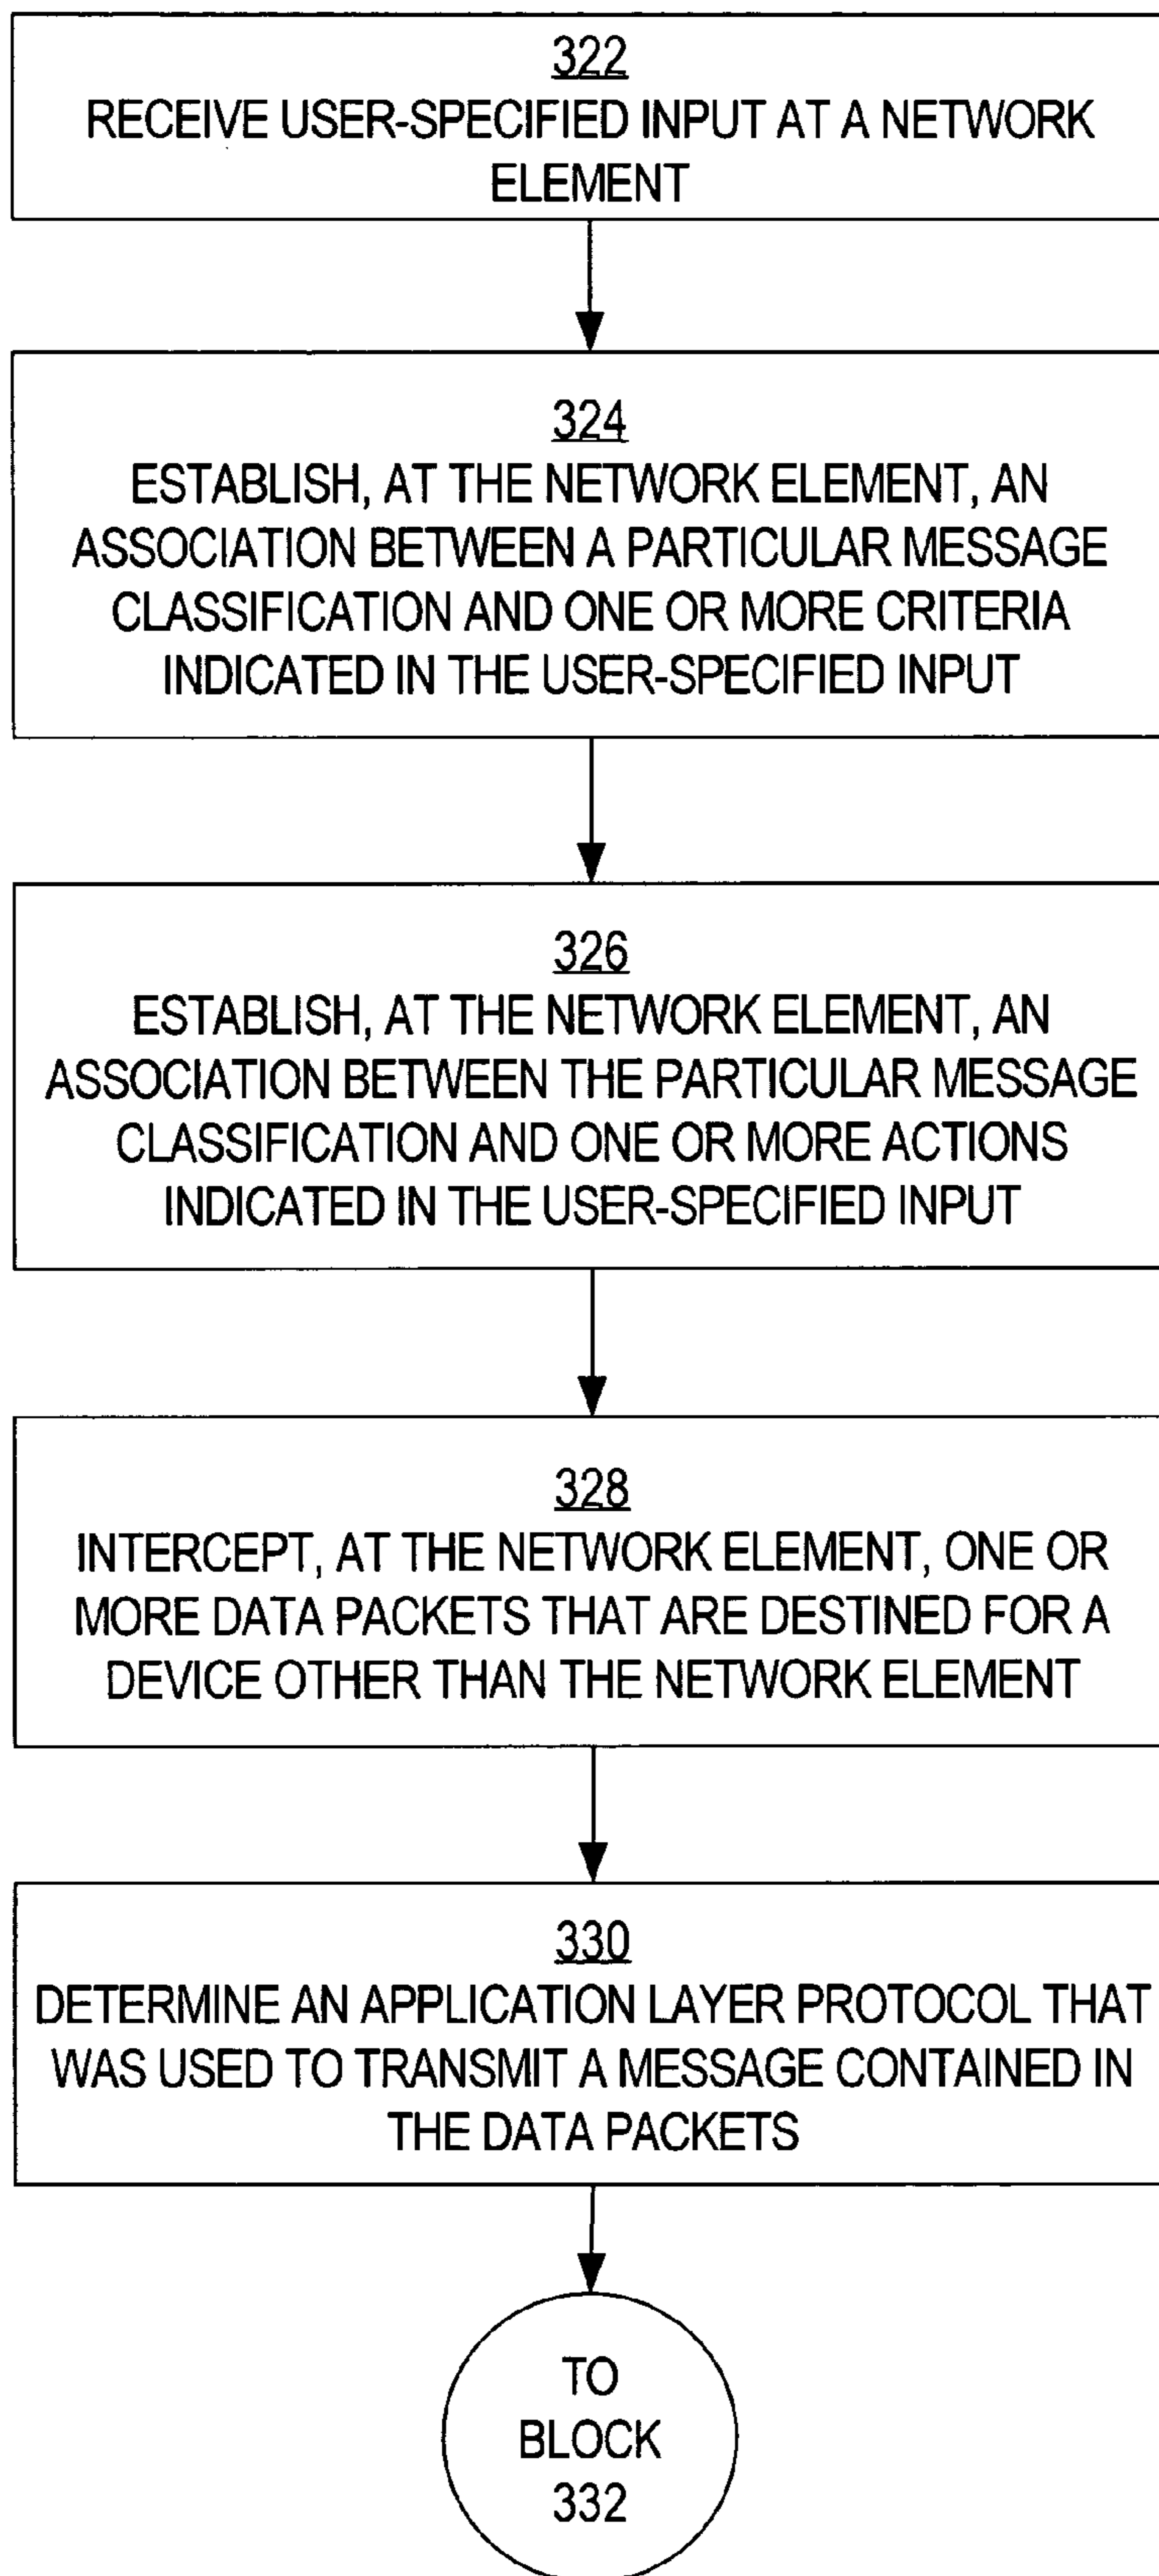 322
RECEIVE USER-SPECIFIED INPUT AT A NETWORK
ELEMENT
324
ESTABLISH, AT THE NETWORK ELEMENT, AN
ASSOCIATION BETWEEN A PARTICULAR MESSAGE
CLASSIFICATION AND ONE OR MORE CRITERIA
INDICATED IN THE USER-SPECIFIED INPUT
326
ESTABLISH, AT THE NETWORK ELEMENT, AN
ASSOCIATION BETWEEN THE PARTICULAR MESSAGE
CLASSIFICATION AND ONE OR MORE ACTIONS
INDICATED IN THE USER-SPECIFIED INPUT
328
INTERCEPT, AT THE NETWORK ELEMENT, ONE OR
MORE DATA PACKETS THAT ARE DESTINED FOR A
DEVICE OTHER THAN THE NETWORK ELEMENT
330
DETERMINE AN APPLICATION LAYER PROTOCOL THAT
WAS USED TO TRANSMIT A MESSAGE CONTAINED IN
THE DATA PACKETS
TO
BLOCK
332